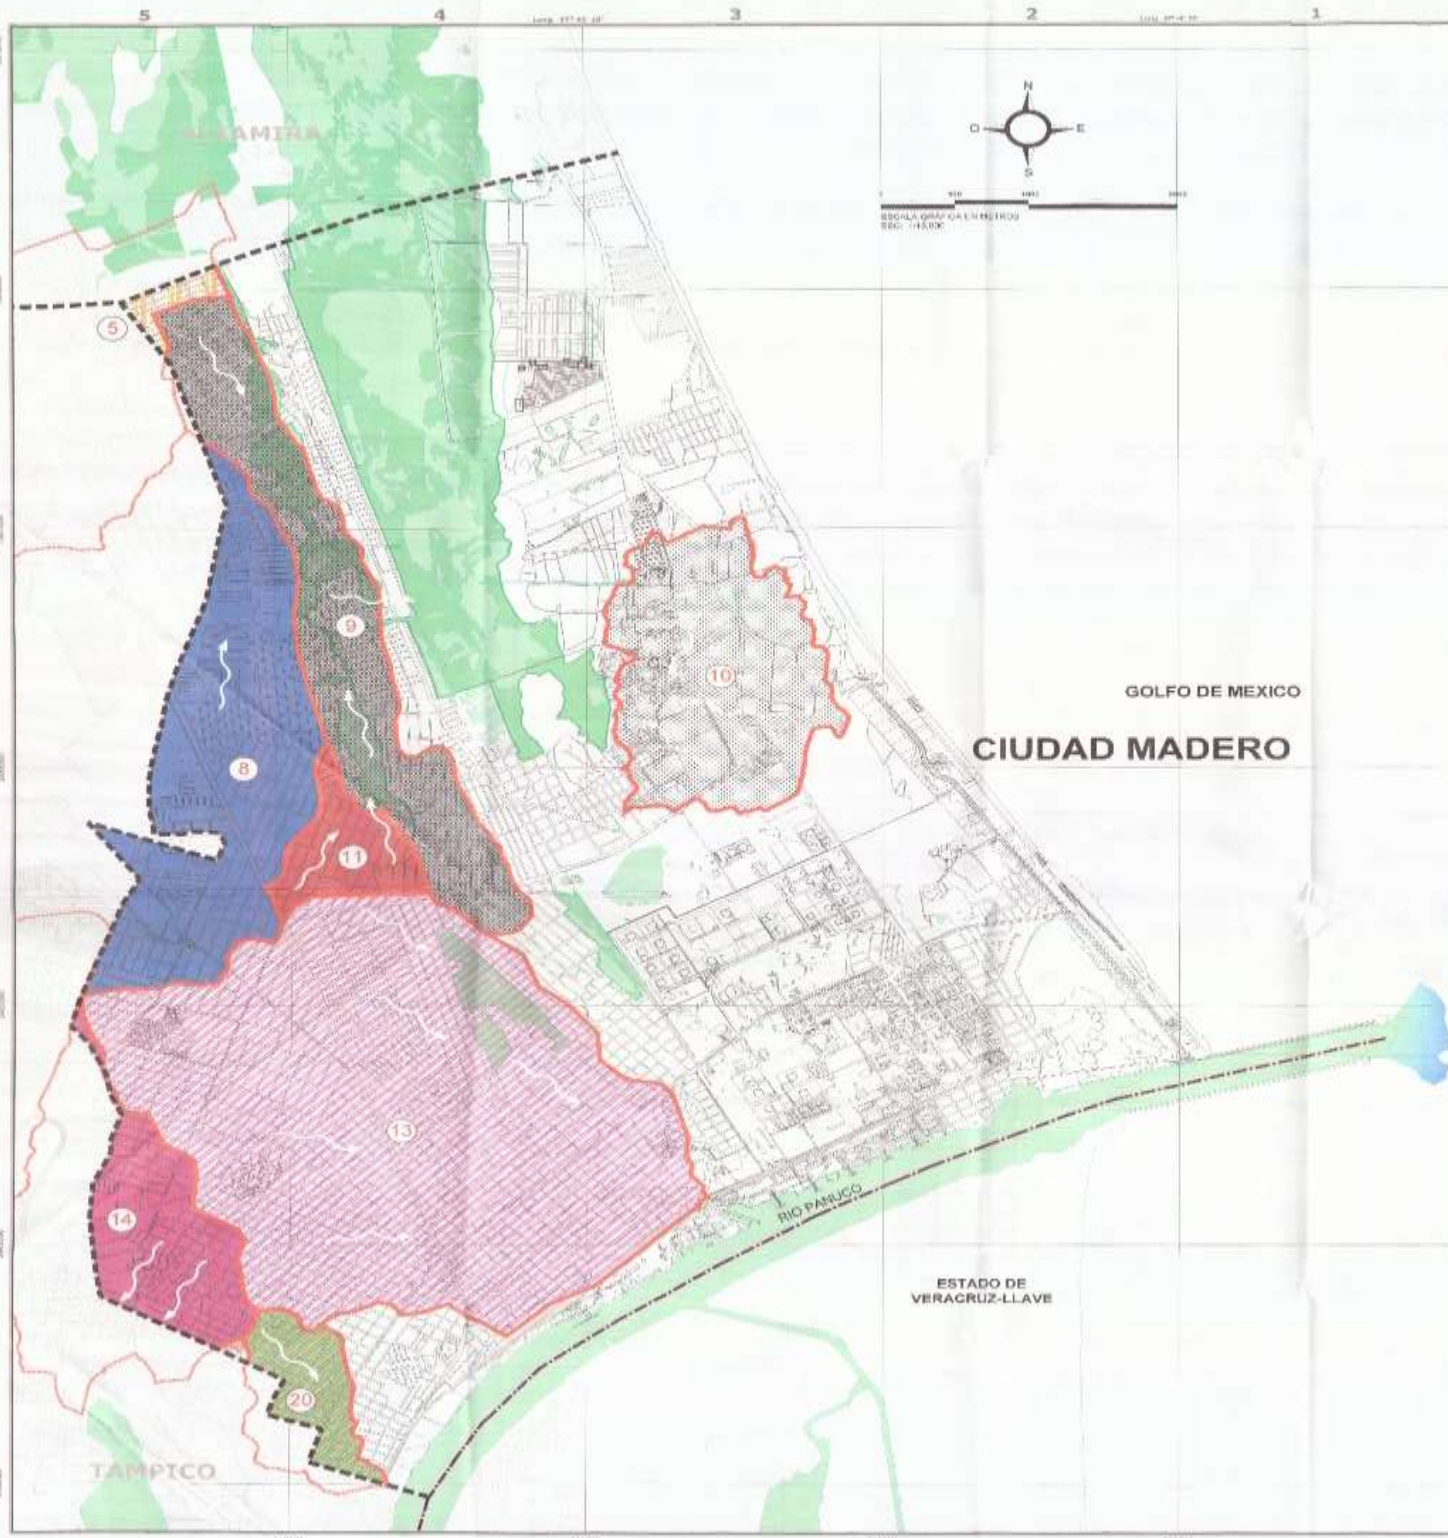 5 4 3 2 1
N
O E
S
ALTAMIRA
ESCALA GRAFICA EN METROS
5
9
10
GOLFO DE MEXICO
CIUDAD MADERO
8
11
13
14
RIO PANUCO
ESTADO DE
VERACRUZ-LLAVE
20
TAMPICO